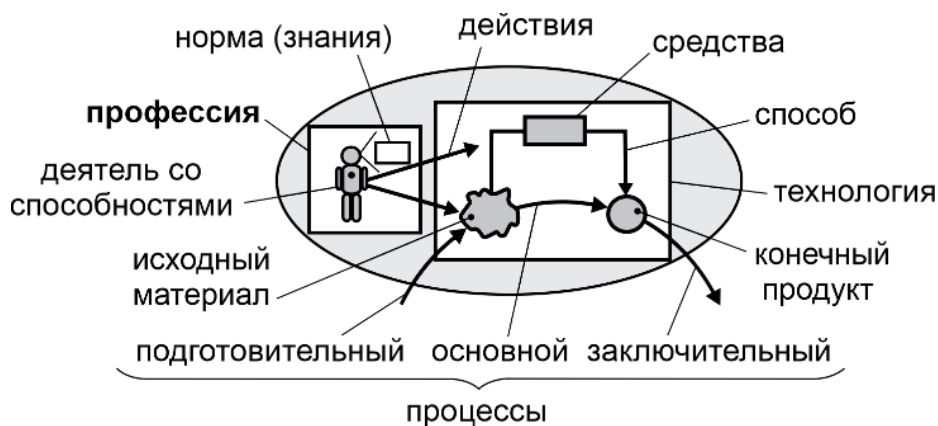 норма (знания)
действия
средства
профессия
способ
деятель со
способностями
технология
исходный
материал
конечный
продукт
подготовительный
основной
заключительный
процессы